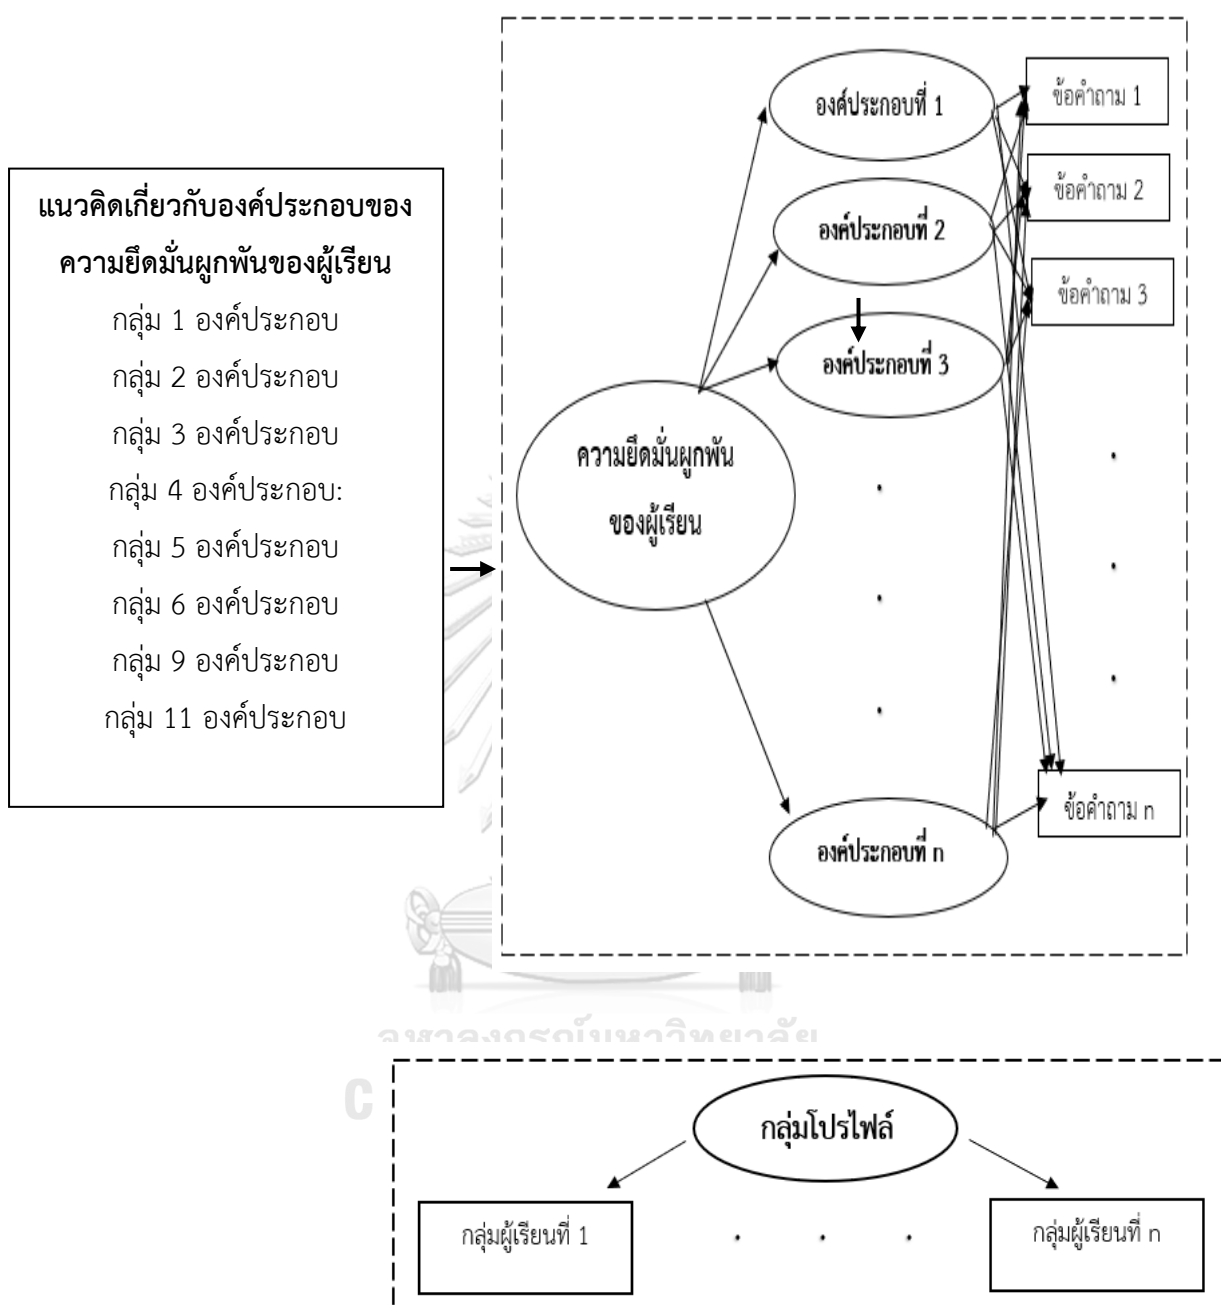 แนวคิดเกี่ยวกับองค์ประกอบของ
ความยึดมั่นผูกพันของผู้เรียน
กลุ่ม 1 องค์ประกอบ
กลุ่ม 2 องค์ประกอบ
กลุ่ม 3 องค์ประกอบ
กลุ่ม 4 องค์ประกอบ:
กลุ่ม 5 องค์ประกอบ
กลุ่ม 6 องค์ประกอบ
กลุ่ม 9 องค์ประกอบ
กลุ่ม 11 องค์ประกอบ
ความยึดมั่นผูกพัน
ของผู้เรียน
องค์ประกอบที่ 1
องค์ประกอบที่ 2
องค์ประกอบที่ 3
องค์ประกอบที่ n
ข้อคำถาม 1
ข้อคำถาม 2
ข้อคำถาม 3
ข้อคำถาม n
จุฬาลงกรณ์มหาวิทยาลัย
C
กลุ่มโปรไฟล์
กลุ่มผู้เรียนที่ 1
กลุ่มผู้เรียนที่ n